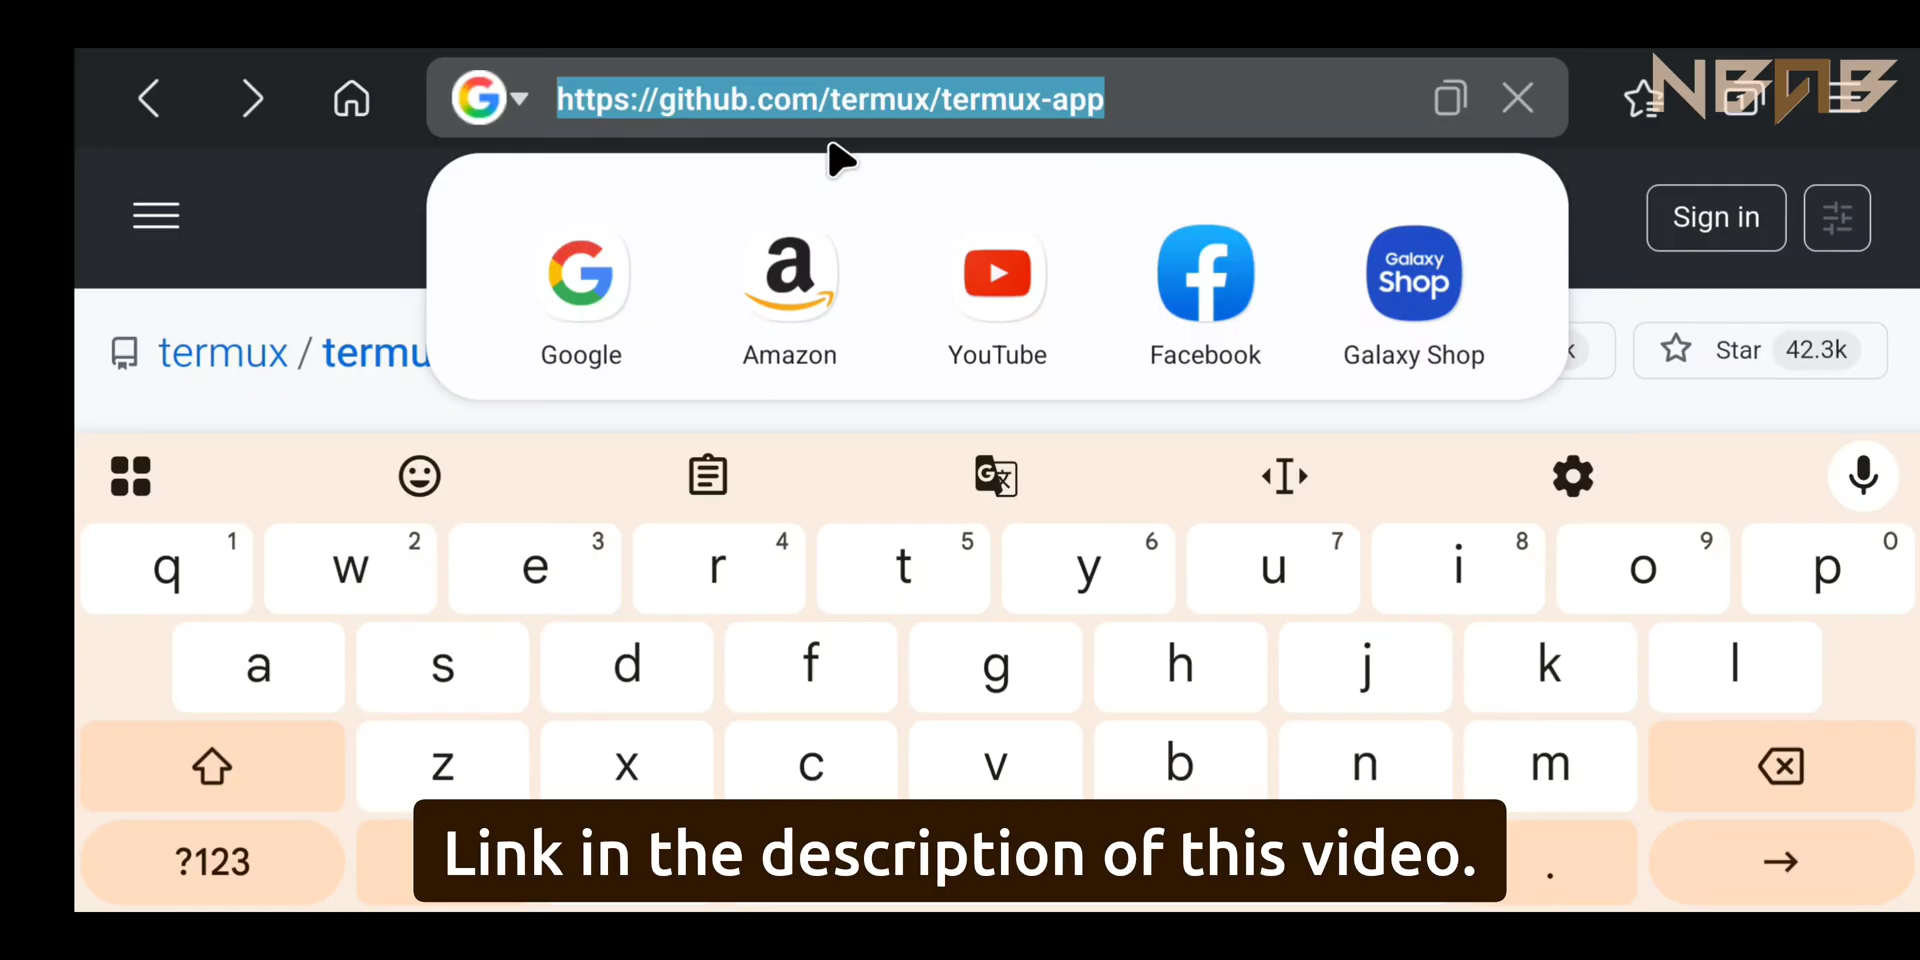 https://github.com/termux/termux-app
NBAB
Sign in
Google
Amazon
YouTube
Facebook
Galaxy Shop
Galaxy Shop
termux / termu
k
Star 42.3k
q 1 w 2 e 3 r 4 t 5 y 6 u 7 i 8 o 9 p 0
a s d f g h j k l
z x c v b n m
?123 .
Link in the description of this video.